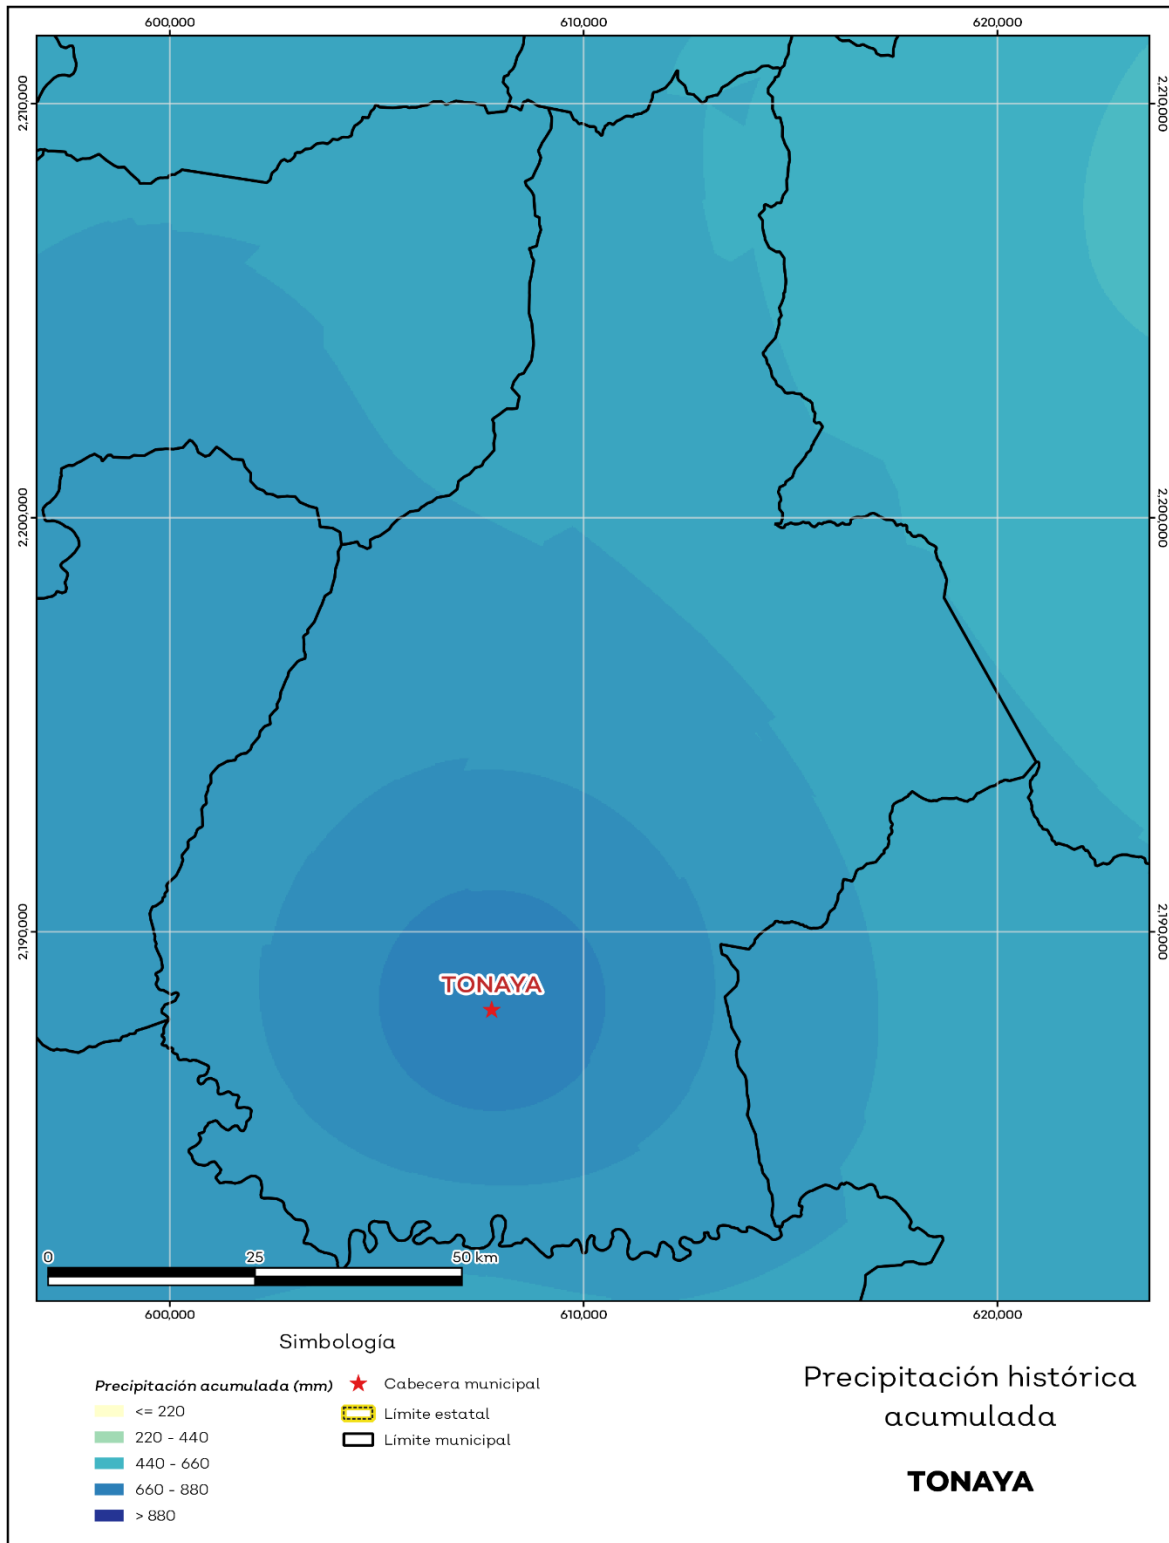 600,000
610,000
620,000
2,210,000
2,210,000
2,200,000
2,200,000
2,190,000
2,190,000
TONAYA
0
25
50 km
600,000
610,000
620,000
Simbología
Precipitación acumulada (mm)
<= 220
220 - 440
440 - 660
660 - 880
> 880
Cabecera municipal
Límite estatal
Límite municipal
Precipitación histórica
acumulada
TONAYA